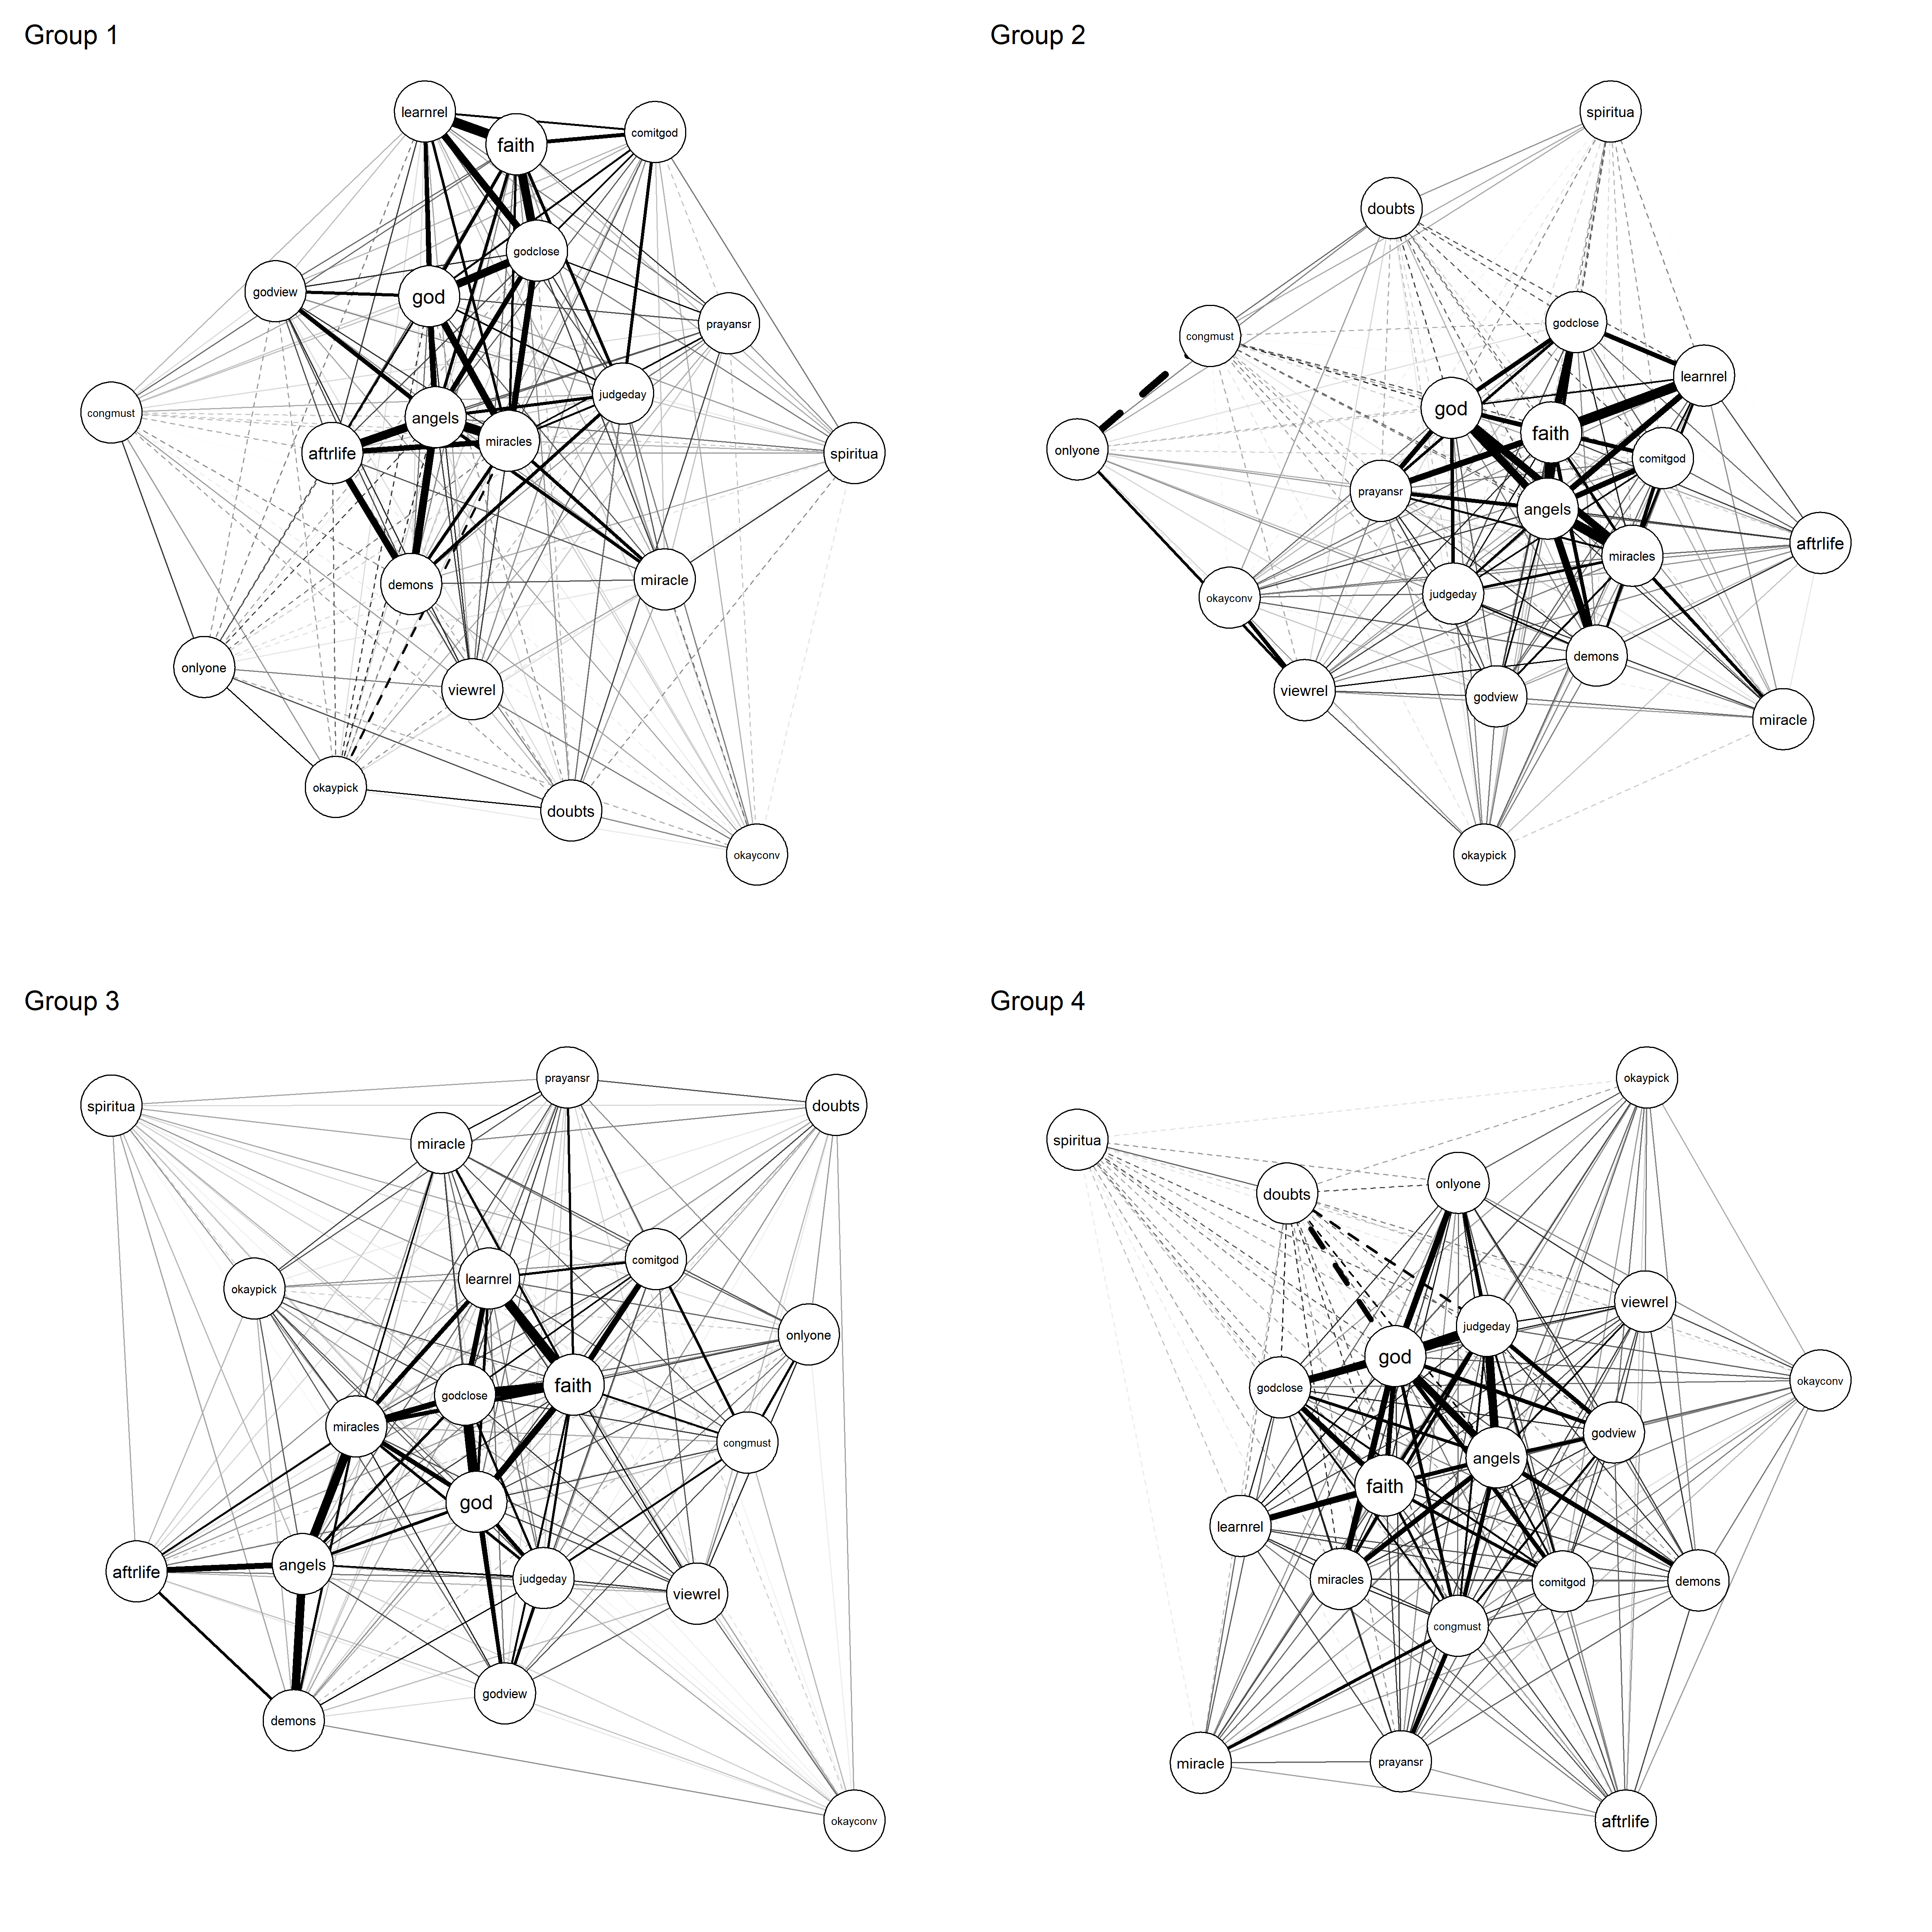 Group 1
learnrel
faith
comitgod
godclose
godview
god
prayansr
judgeday
congmust
angels
miracles
aftrlife
spiritua
demons
miracle
onlyone
viewrel
okaypick
doubts
okayconv
Group 2
spiritua
doubts
godclose
congmust
learnrel
god
faith
onlyone
comitgod
prayansr
angels
aftrlife
miracles
okayconv
judgeday
demons
viewrel
godview
miracle
okaypick
Group 3
prayansr
spiritua
doubts
miracle
comitgod
learnrel
okaypick
onlyone
faith
godclose
miracles
congmust
god
angels
aftrlife
judgeday
viewrel
godview
demons
okayconv
Group 4
okaypick
spiritua
onlyone
doubts
viewrel
judgeday
god
okayconv
godclose
godview
angels
faith
learnrel
miracles
comitgod
demons
congmust
miracle
prayansr
aftrlife